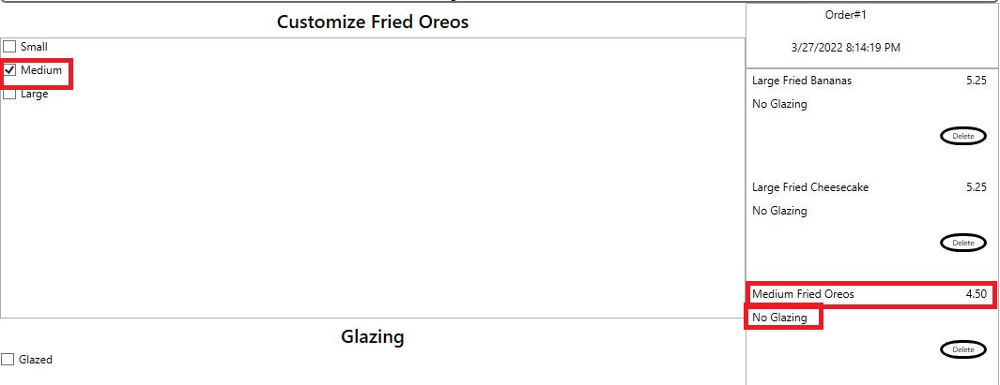 Customize Fried Oreos
Small
Medium
Large
Glazing
Glazed
Order#1
3/27/2022 8:14:19 PM
Large Fried Bananas 5.25
No Glazing
Delete
Large Fried Cheesecake 5.25
No Glazing
Delete
Medium Fried Oreos 4.50
No Glazing
Delete